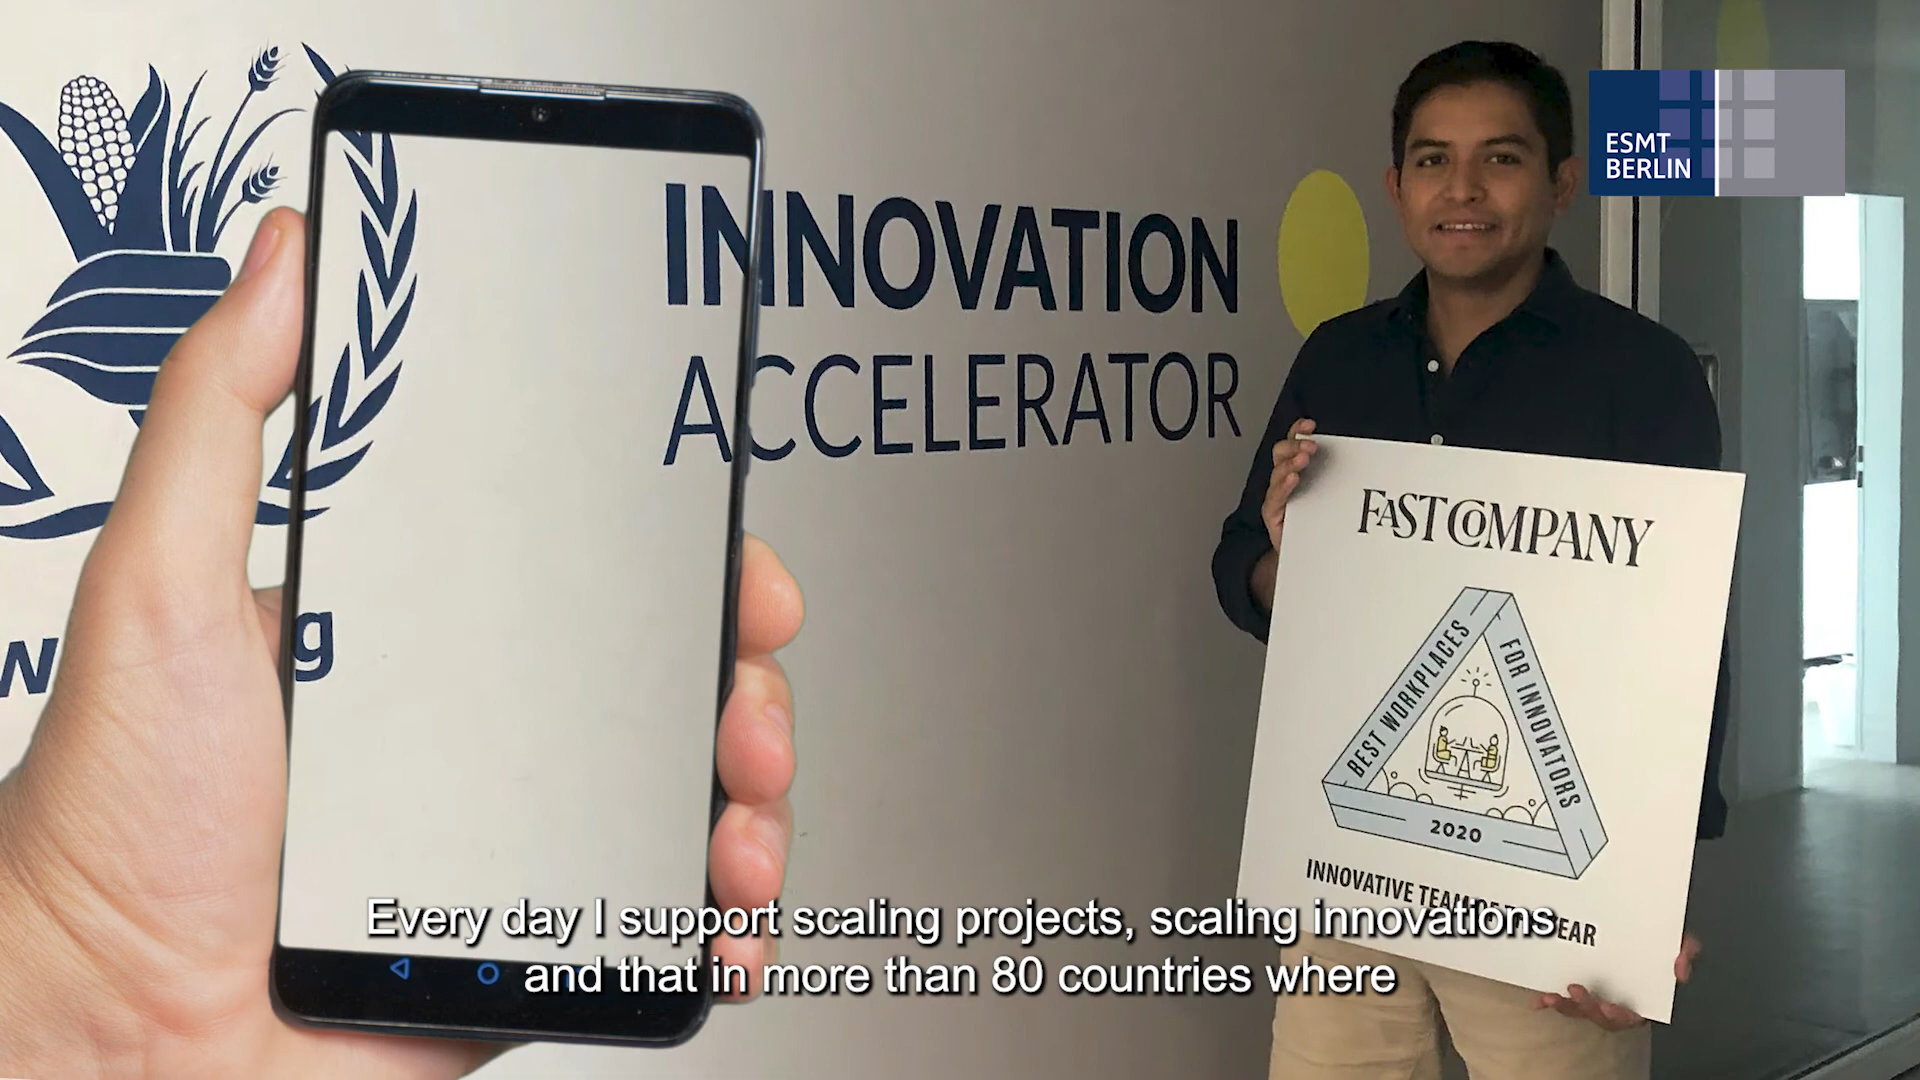 INNOVATION
ACCELERATOR
w
g
ESMT
BERLIN
FAST COMPANY
BEST WORKPLACES
FOR INNOVATORS
2020
INNOVATIVE TEAM
YEAR
Every day I support scaling projects, scaling innovations
and that in more than 80 countries where